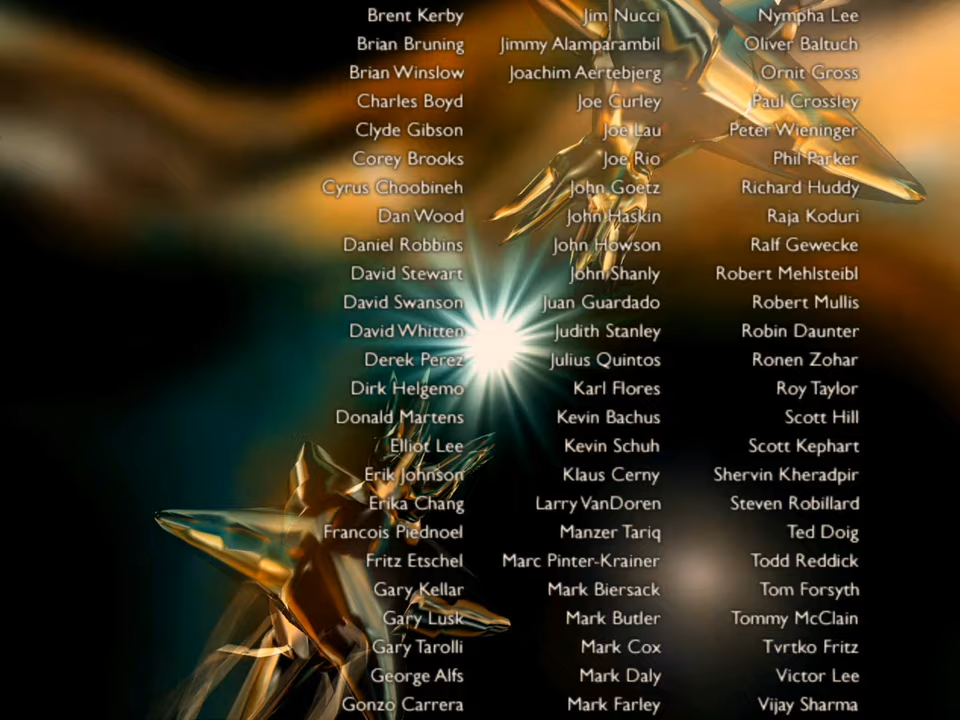 Brent Kerby Jim Nucci Nympha Lee
Brian Bruning Jimmy Alamparambil Oliver Baltuch
Brian Winslow Joachim Aertebjerg Ornit Gross
Charles Boyd Joe Curley Paul Crossley
Clyde Gibson Joe Lau Peter Wieninger
Corey Brooks Joe Rio Phil Parker
Cyrus Choobineh John Goetz Richard Huddy
Dan Wood John Haskin Raja Koduri
Daniel Robbins John Howson Ralf Gewecke
David Stewart John Shanly Robert Mehlsteibl
David Swanson Juan Guardado Robert Mullis
David Whitten Judith Stanley Robin Daunter
Derek Perez Julius Quintos Ronen Zohar
Dirk Helgemo Karl Flores Roy Taylor
Donald Martens Kevin Bachus Scott Hill
Elliot Lee Kevin Schuh Scott Kephart
Erik Johnson Klaus Cerny Shervin Kheradpir
Erika Chang Larry VanDoren Steven Robillard
Francois Piednoel Manzer Tariq Ted Doig
Fritz Etschel Marc Pinter-Krainer Todd Reddick
Gary Kellar Mark Biersack Tom Forsyth
Gary Lusk Mark Butler Tommy McClain
Gary Tarolli Mark Cox Tvrtko Fritz
George Alfs Mark Daly Victor Lee
Gonzo Carrera Mark Farley Vijay Sharma